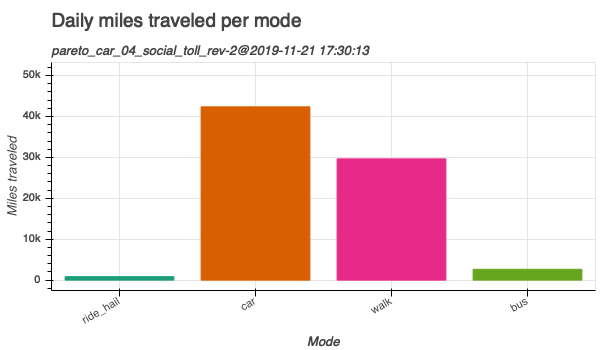 Daily miles traveled per mode
pareto_car_04_social_toll_rev-2@2019-11-21 17:30:13
Miles traveled
50k
40k
30k
20k
10k
0
ride_hail
car
walk
bus
Mode